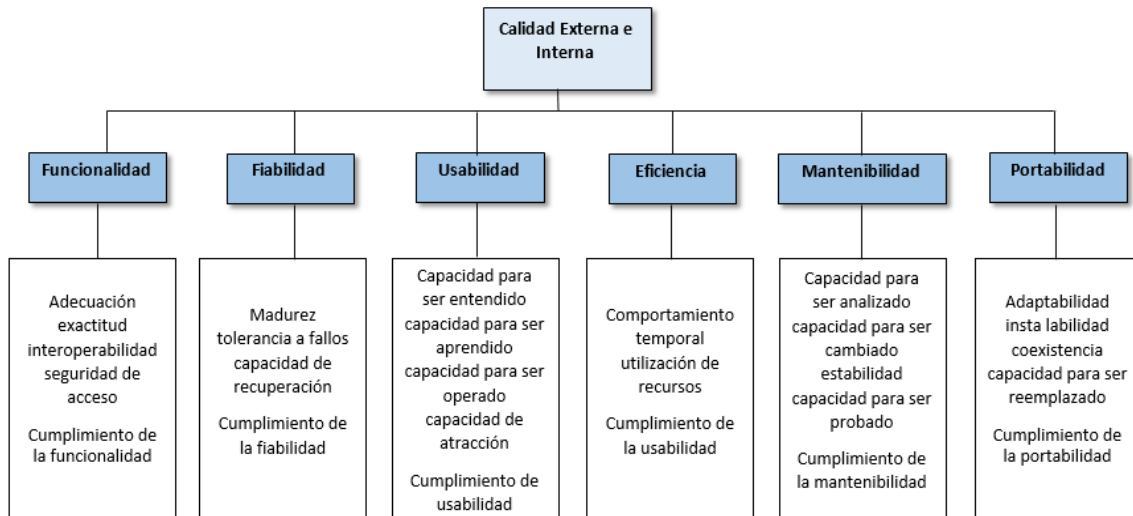 Calidad Externa e
Interna
Funcionalidad
Fiabilidad
Usabilidad
Eficiencia
Mantenibilidad
Portabilidad
Adecuación
exactitud
interoperabilidad
seguridad de
acceso
Cumplimiento de
la funcionalidad
Madurez
tolerancia a fallos
capacidad de
recuperación
Cumplimiento de
la fiabilidad
Capacidad para
ser entendido
capacidad para ser
aprendido
capacidad para ser
operado
capacidad de
atracción
Cumplimiento de
usabilidad
Comportamiento
temporal
utilización de
recursos
Cumplimiento de
la usabilidad
Capacidad para
ser analizado
capacidad para ser
cambiado
estabilidad
capacidad para ser
probado
Cumplimiento de
la mantenibilidad
Adaptabilidad
insta labilidad
coexistencia
capacidad para ser
reemplazado
Cumplimiento de
la portabilidad